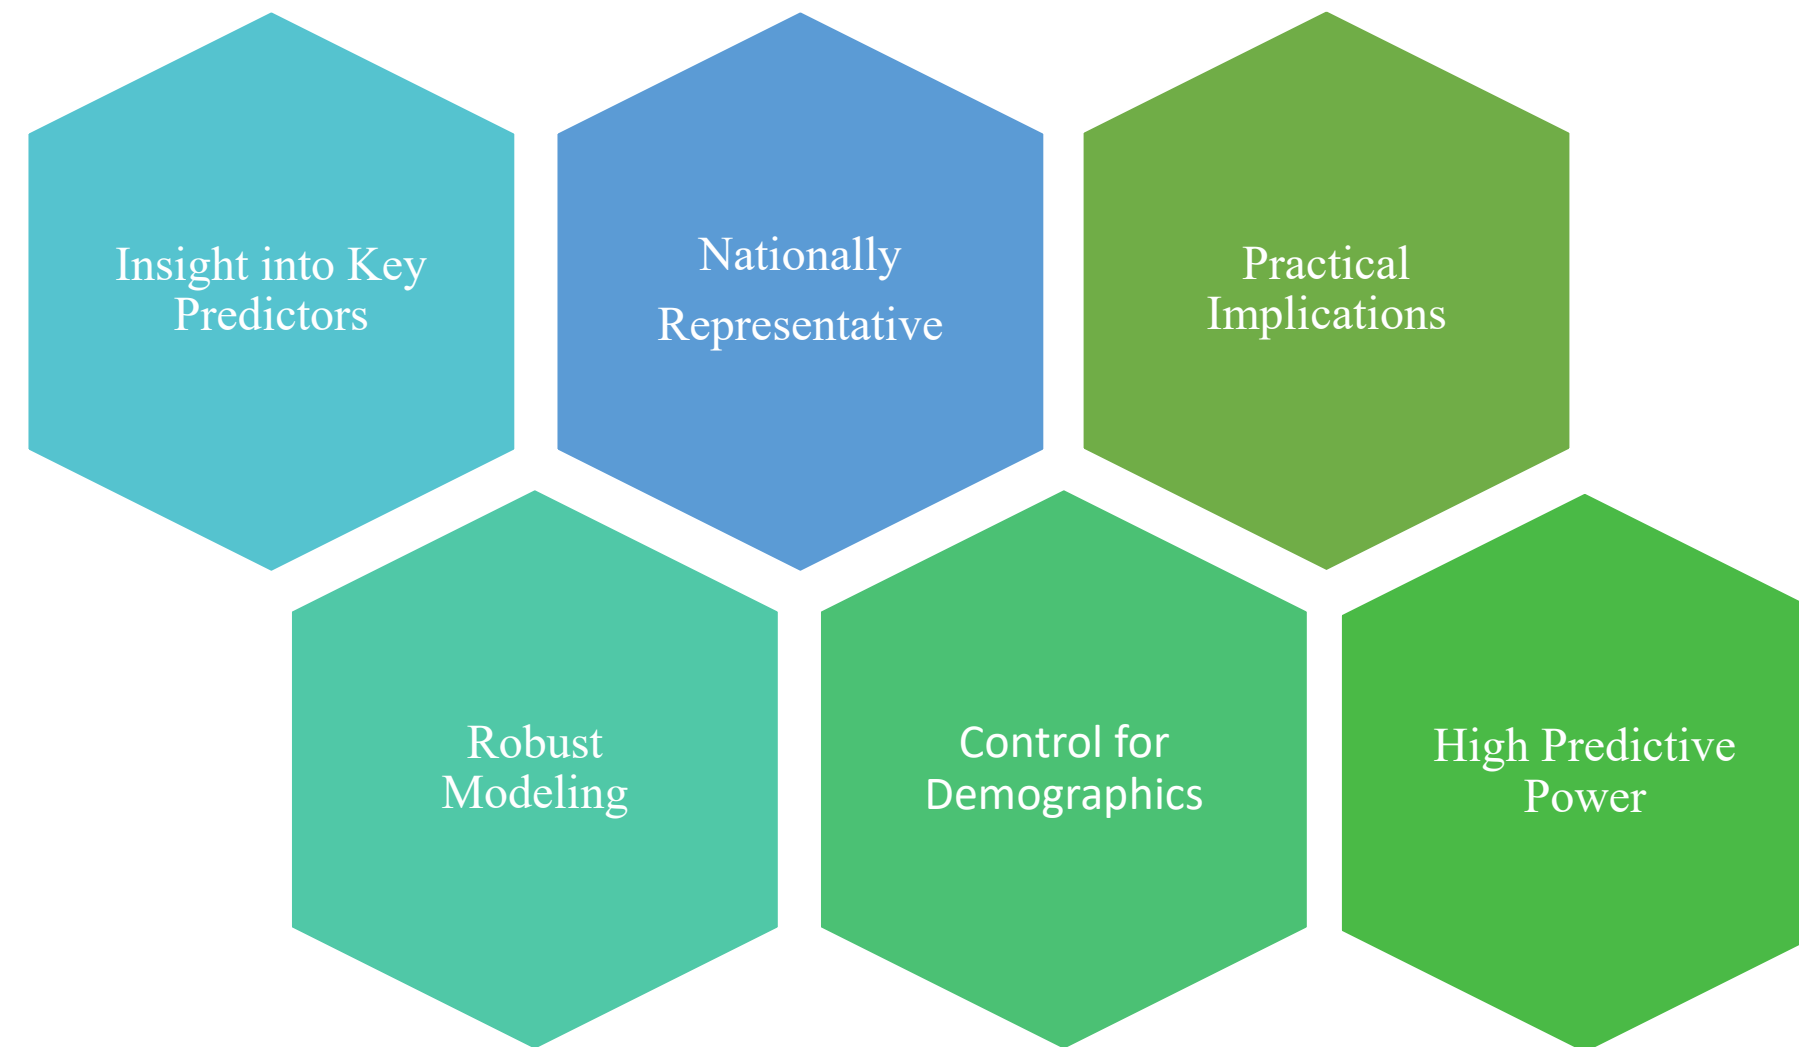 Insight into Key
Predictors
Nationally
Representative
Practical
Implications
Robust
Modeling
Control for
Demographics
High Predictive
Power